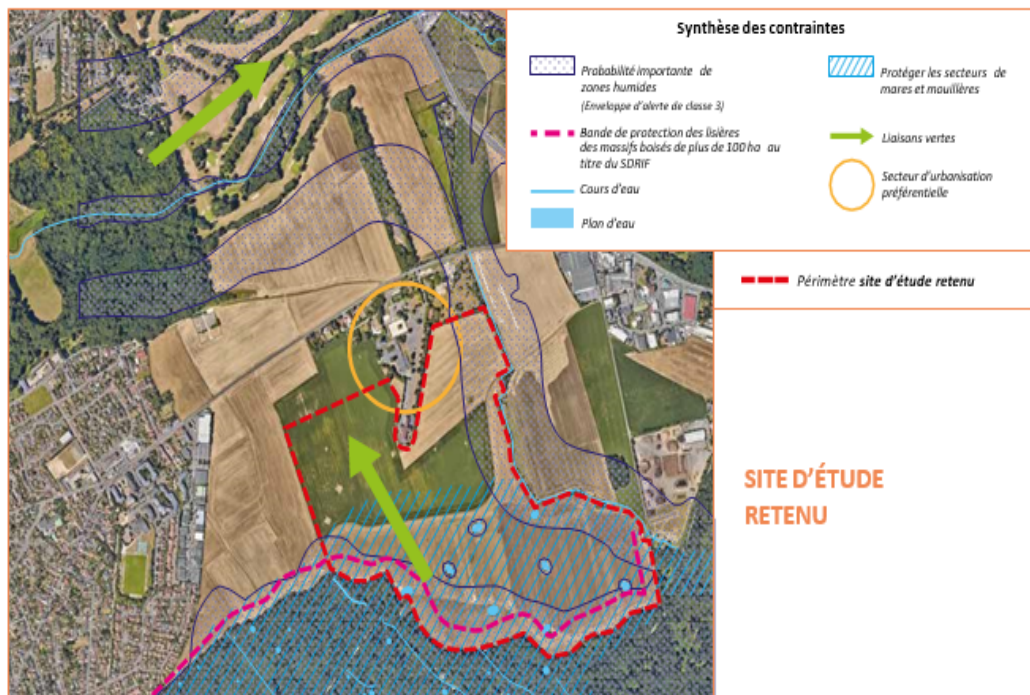 Synthèse des contraintes
Probabilité importante de
zones humides
(Enveloppe d'alerte de classe 3)
Bande de protection des lisières
des massifs boisés de plus de 100 ha au
titre du SDRIF
Cours d'eau
Plan d'eau
Protéger les secteurs de
mares et mouillères
Liaisons vertes
Secteur d'urbanisation
préférentielle
Périmètre site d'étude retenu
SITE D'ÉTUDE
RETENU